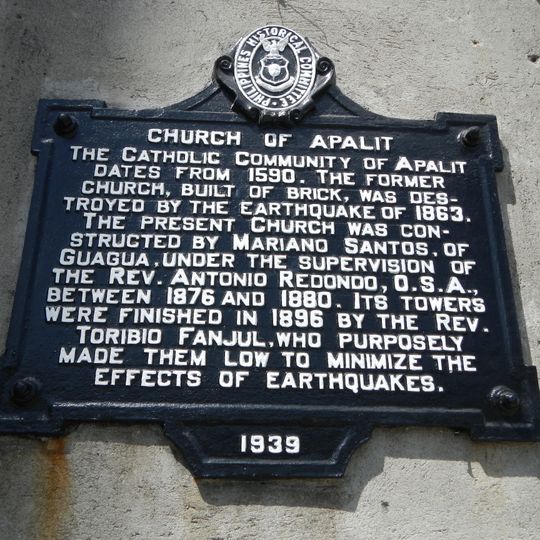 PHILIPPINES HISTORICAL COMMITTEE
CHURCH OF APALIT
THE CATHOLIC COMMUNITY OF APALIT
DATES FROM 1590. THE FORMER
CHURCH, BUILT OF BRICK, WAS DES-
TROYED BY THE EARTHQUAKE OF 1863.
THE PRESENT CHURCH WAS CON-
STRUCTED BY MARIANO SANTOS, OF
GUAGUA, UNDER THE SUPERVISION OF
THE REV. ANTONIO REDONDO, O.S.A.,
BETWEEN 1876 AND 1880. ITS TOWERS
WERE FINISHED IN 1896 BY THE REV.
TORIBIO FANJUL, WHO PURPOSELY
MADE THEM LOW TO MINIMIZE THE
EFFECTS OF EARTHQUAKES.
1939